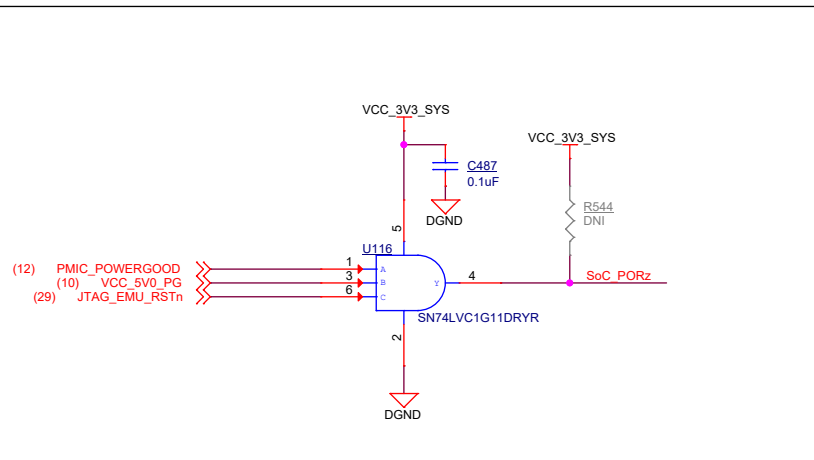 VCC_3V3_SYS
VCC_3V3_SYS
C487
0.1uF
R544
DNI
DGND
5
U116
(12) PMIC_POWERGOOD 1 A
(10) VCC_5V0_PG 3 B Y 4 SoC_PORz
(29) JTAG_EMU_RSTn 6 C
SN74LVC1G11DRYR
2
DGND